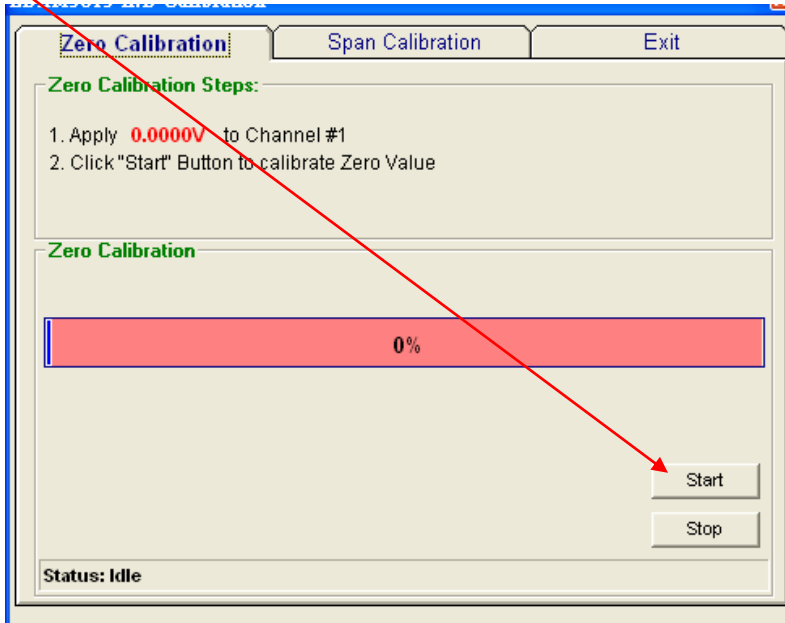 Calibration
Zero Calibration Span Calibration Exit
Zero Calibration Steps:
1. Apply 0.0000V to Channel #1
2. Click "Start" Button to calibrate Zero Value
Zero Calibration
0%
Start
Stop
Status: Idle